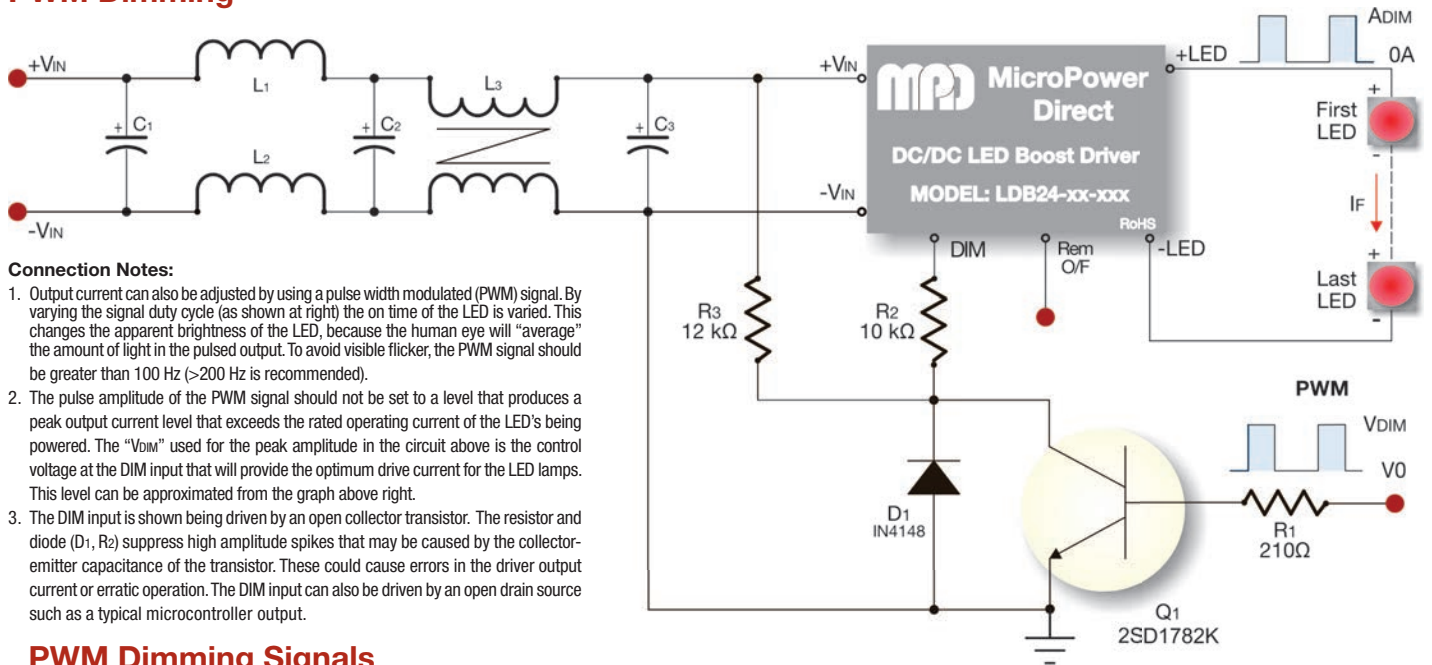 PWM Dimming
+VIN
L1
C1
+
L2
-VIN
+
C2
L3
+
C3
+VIN
-VIN
MPD MicroPower
Direct
DC/DC LED Boost Driver
MODEL: LDB24-xx-xxx
RoHS
+LED
ADIM
0A
+
First
LED
-
IF
+
Last
LED
-
DIM
Rem
O/F
-LED
R3
12 kΩ
R2
10 kΩ
D1
IN4148
PWM
VDIM
V0
R1
210Ω
Q1
2SD1782K
Connection Notes:
1. Output current can also be adjusted by using a pulse width modulated (PWM) signal. By
varying the signal duty cycle (as shown at right) the on time of the LED is varied. This
changes the apparent brightness of the LED, because the human eye will “average”
the amount of light in the pulsed output. To avoid visible flicker, the PWM signal should
be greater than 100 Hz (>200 Hz is recommended).
2. The pulse amplitude of the PWM signal should not be set to a level that produces a
peak output current level that exceeds the rated operating current of the LED’s being
powered. The “VDIM” used for the peak amplitude in the circuit above is the control
voltage at the DIM input that will provide the optimum drive current for the LED lamps.
This level can be approximated from the graph above right.
3. The DIM input is shown being driven by an open collector transistor. The resistor and
diode (D1, R2) suppress high amplitude spikes that may be caused by the collector-
emitter capacitance of the transistor. These could cause errors in the driver output
current or erratic operation. The DIM input can also be driven by an open drain source
such as a typical microcontroller output.
PWM Dimming Signals